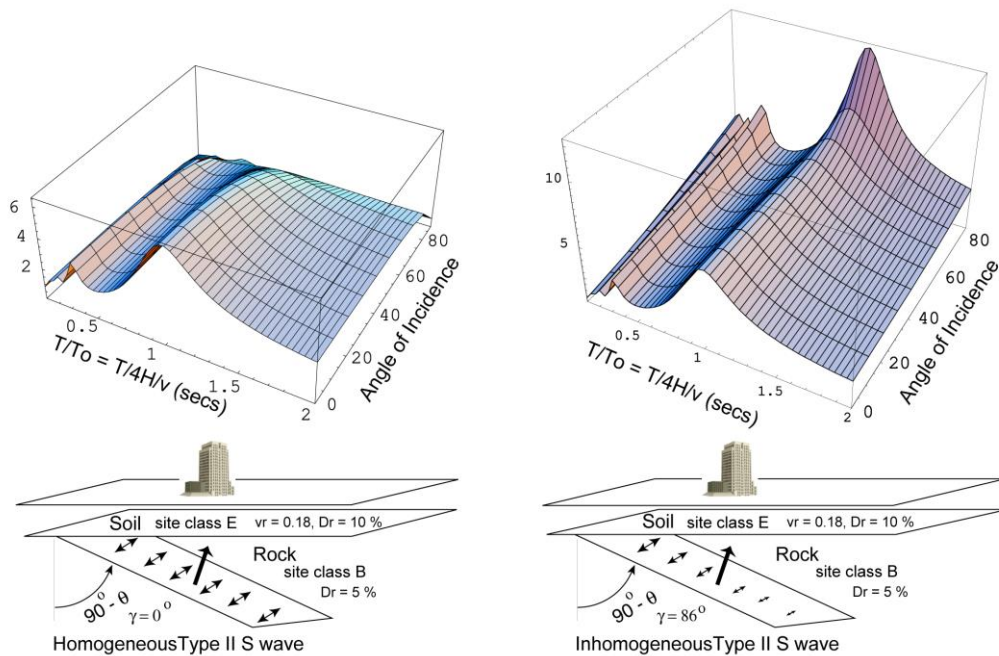 6
4
2
0.5
1
1.5
2
T/To = T/4H/v (secs)
0
20
40
60
80
Angle of Incidence
10
5
0.5
1
1.5
2
T/To = T/4H/v (secs)
0
20
40
60
80
Angle of Incidence
Soil site class E vr = 0.18, Dr = 10 %
Rock
site class B
Dr = 5 %
90° - θ
γ = 0°
HomogeneousType II S wave
Soil site class E vr = 0.18, Dr = 10 %
Rock
site class B
Dr = 5 %
90° - θ
γ = 86°
InhomogeneousType II S wave